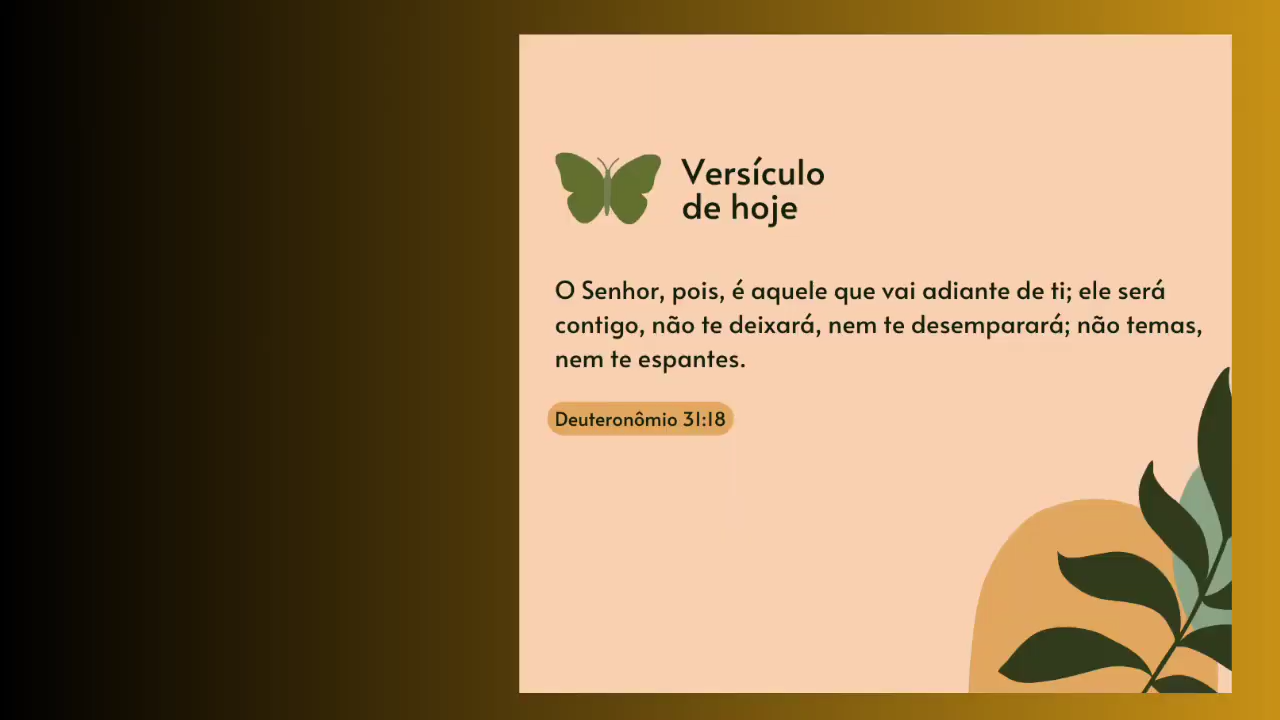 Versículo
de hoje
O Senhor, pois, é aquele que vai adiante de ti; ele será
contigo, não te deixará, nem te desemparará; não temas,
nem te espantes.
Deuteronômio 31:18